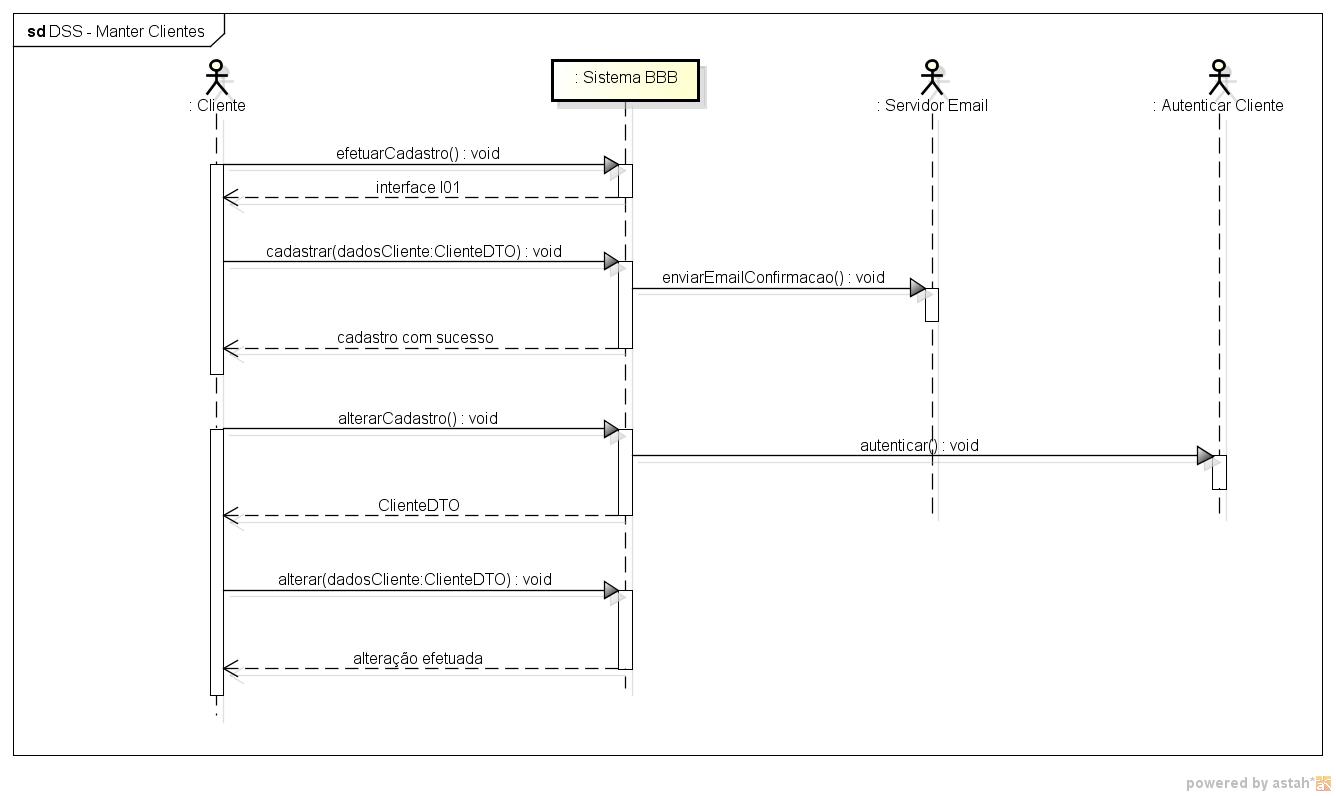 sd DSS - Manter Clientes
: Cliente
: Sistema BBB
: Servidor Email
: Autenticar Cliente
efetuarCadastro() : void
interface I01
cadastrar(dadosCliente:ClienteDTO) : void
enviarEmailConfirmacao() : void
cadastro com sucesso
alterarCadastro() : void
autenticar() : void
ClienteDTO
alterar(dadosCliente:ClienteDTO) : void
alteração efetuada
powered by astah*